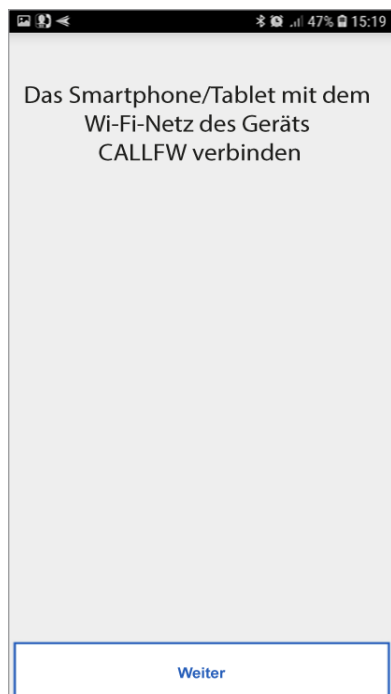 47% 15:19
Das Smartphone/Tablet mit dem
Wi-Fi-Netz des Geräts
CALLFW verbinden
Weiter